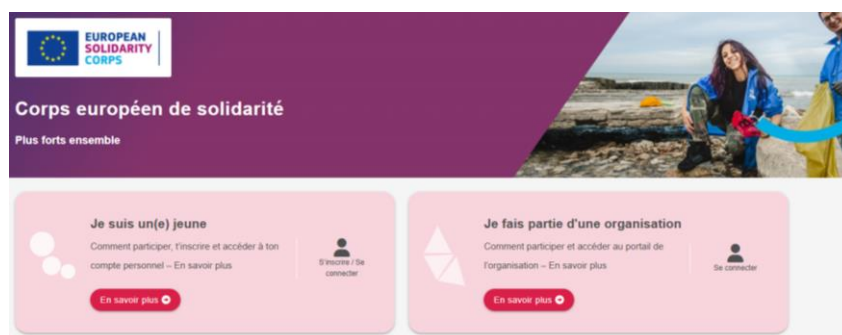 EUROPEAN
SOLIDARITY
CORPS
Corps européen de solidarité
Plus forts ensemble
Je suis un(e) jeune
Comment participer, t'inscrire et accéder à ton
compte personnel – En savoir plus
S'inscrire / Se
connecter
En savoir plus
Je fais partie d'une organisation
Comment participer et accéder au portail de
l'organisation – En savoir plus
Se connecter
En savoir plus